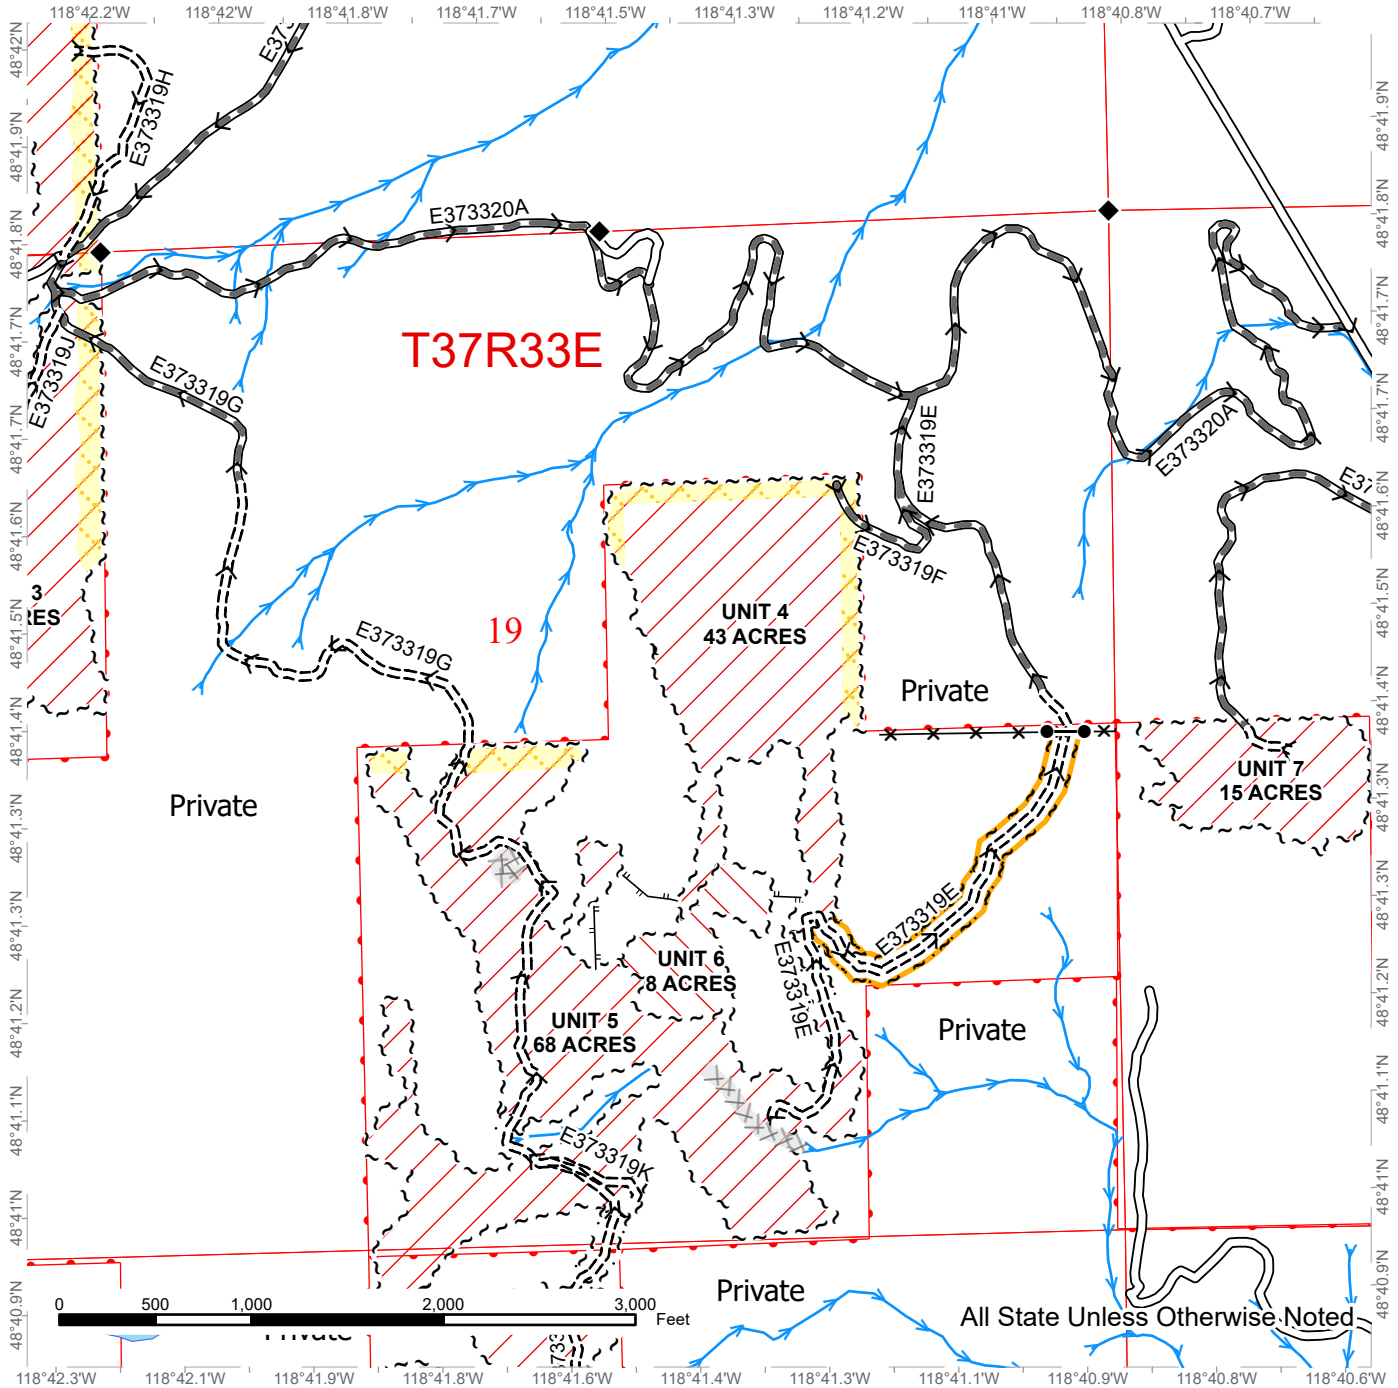 118°42.2'W 118°42'W 118°41.8'W 118°41.7'W 118°41.5'W 118°41.3'W 118°41.2'W 118°41'W 118°40.8'W 118°40.7'W
48°42'N
48°41.9'N
48°41.8'N
48°41.7'N
48°41.7'N
48°41.6'N
48°41.5'N
48°41.4'N
48°41.3'N
48°41.3'N
48°41.2'N
48°41.1'N
48°41'N
48°40.9'N
E373319H
E373320A
E373319J
T37R33E
E373319G
E373319E
E373320A
E37
E373319F
3
RES
UNIT 4
43 ACRES
19
E373319G
Private
Private
UNIT 7
15 ACRES
E373319E
E373319E
UNIT 6
8 ACRES
UNIT 5
68 ACRES
Private
E373319K
Private
0 500 1,000 2,000 3,000
Feet
All State Unless Otherwise Noted
Private
48°41.9'N
48°41.8'N
48°41.7'N
48°41.7'N
48°41.6'N
48°41.5'N
48°41.4'N
48°41.3'N
48°41.3'N
48°41.2'N
48°41.1'N
48°41'N
48°40.9'N
118°42.3'W 118°42.1'W 118°41.9'W 118°41.8'W 118°41.6'W 118°41.4'W 118°41.3'W 118°41.1'W 118°40.9'W 118°40.8'W 118°40.6'W